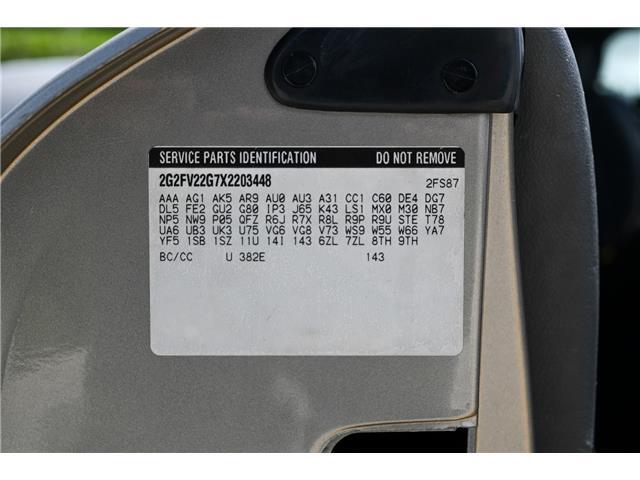 SERVICE PARTS IDENTIFICATION DO NOT REMOVE
2G2FV22G7X2203448 2FS87
AAA AG1 AK5 AR9 AU0 AU3 A31 CC1 C60 DE4 DG7
DL5 FE2 GU2 G80 IP3 J65 K43 LS1 MX0 M30 NB7
NP5 NW9 P05 QFZ R6J R7X R8L R9P R9U STE T78
UA6 UB3 UK3 U75 VG6 VG8 V73 WS9 W55 W66 YA7
YF5 1SB 1SZ 11U 14I 143 6ZL 7ZL 8TH 9TH
BC/CC U 382E 143